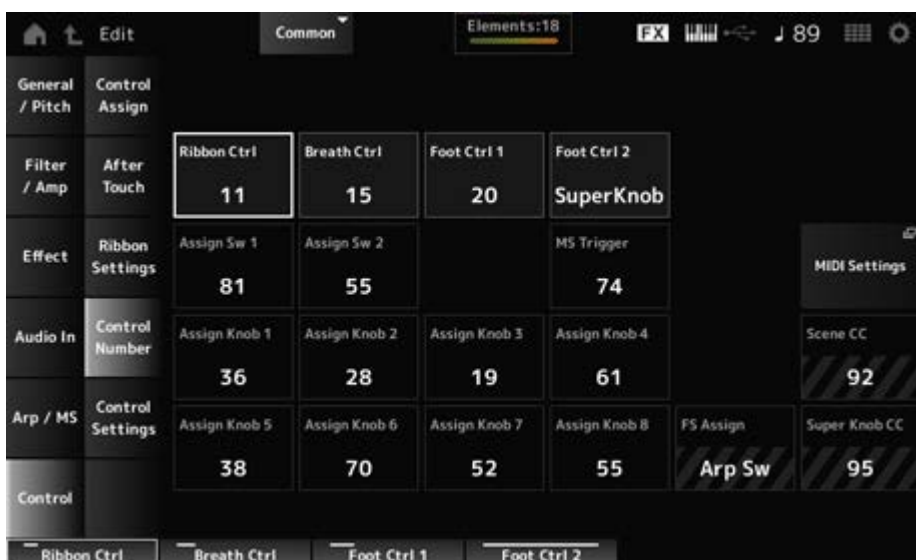 Edit
Common
Elements:18
FX
♩ 89
General / Pitch
Control Assign
Filter / Amp
After Touch
Effect
Ribbon Settings
Audio In
Control Number
Arp / MS
Control Settings
Control
Ribbon Ctrl
11
Breath Ctrl
15
Foot Ctrl 1
20
Foot Ctrl 2
SuperKnob
Assign Sw 1
81
Assign Sw 2
55
MS Trigger
74
MIDI Settings
Assign Knob 1
36
Assign Knob 2
28
Assign Knob 3
19
Assign Knob 4
61
Scene CC
92
Assign Knob 5
38
Assign Knob 6
70
Assign Knob 7
52
Assign Knob 8
55
FS Assign
Arp Sw
Super Knob CC
95
Ribbon Ctrl
Breath Ctrl
Foot Ctrl 1
Foot Ctrl 2